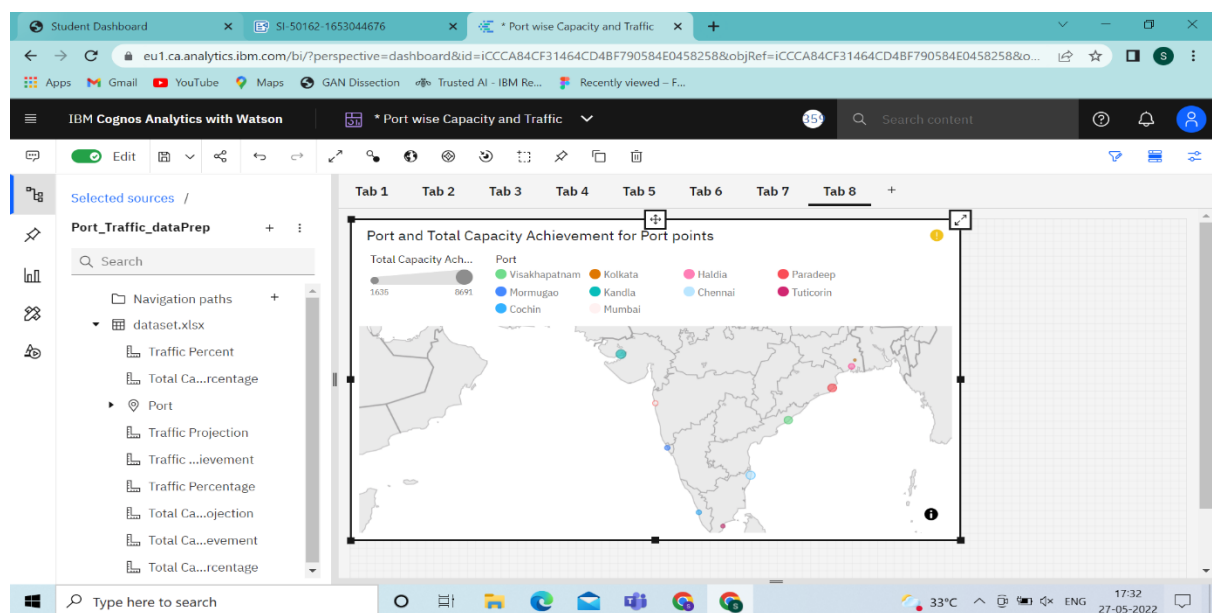 Student Dashboard
SI-50162-1653044676
* Port wise Capacity and Traffic
eu1.ca.analytics.ibm.com/bi/?perspective=dashboard&id=iCCCA84CF31464CD4BF790584E0458258&objRef=iCCCA84CF31464CD4BF790584E0458258&o...
S
Apps Gmail YouTube Maps GAN Dissection Trusted AI - IBM Re... Recently viewed – F...
IBM Cognos Analytics with Watson
* Port wise Capacity and Traffic
Search content
Edit
Selected sources /
Port_Traffic_dataPrep
Search
Navigation paths
dataset.xlsx
Traffic Percent
Total Ca...rcentage
Port
Traffic Projection
Traffic ...ievement
Traffic Percentage
Total Ca...ojection
Total Ca...evement
Total Ca...rcentage
Tab 1 Tab 2 Tab 3 Tab 4 Tab 5 Tab 6 Tab 7 Tab 8
Port and Total Capacity Achievement for Port points
Total Capacity Ach...
1635 8691
Port
Visakhapatnam Kolkata Haldia Paradeep
Mormugao Kandla Chennai Tuticorin
Cochin Mumbai
Type here to search
33°C
ENG
17:32
27-05-2022